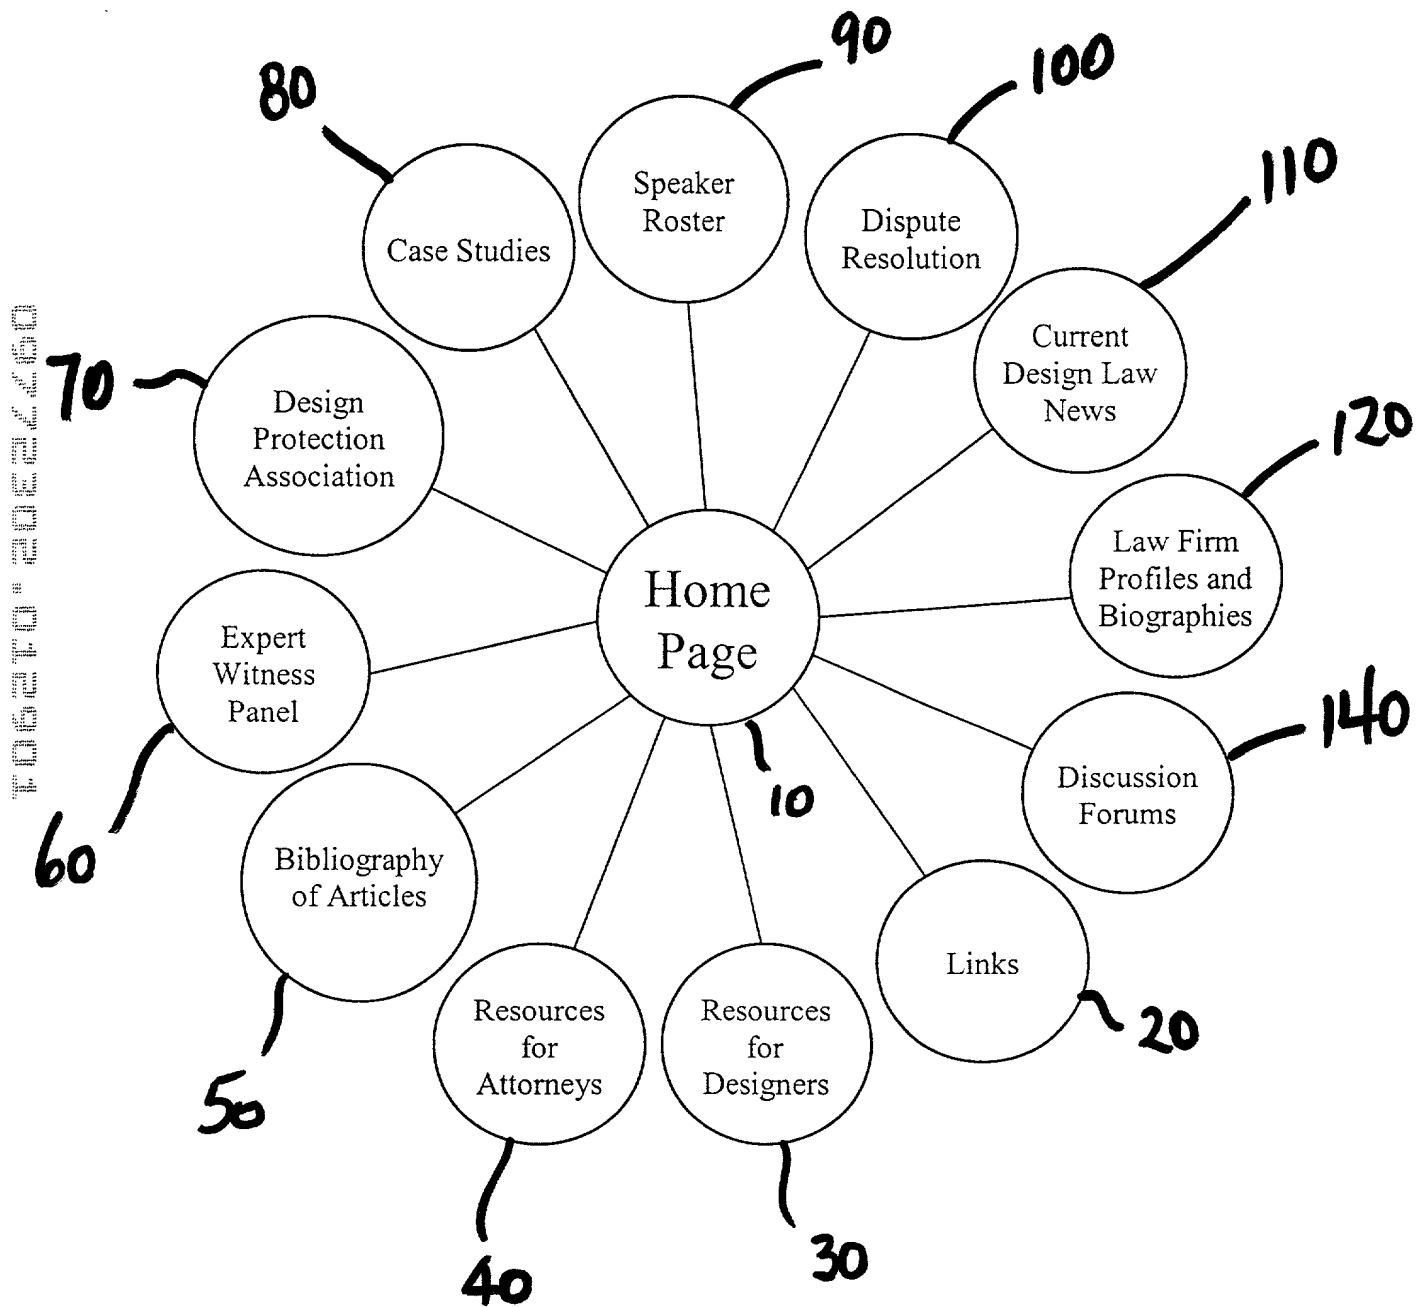 90
100
80
110
Speaker
Roster
Dispute
Resolution
Case Studies
09772302.012901
70
Current
Design Law
News
Design
Protection
Association
120
Law Firm
Profiles and
Biographies
Home
Page
Expert
Witness
Panel
140
10
Discussion
Forums
60
Bibliography
of Articles
Links
20
50
Resources
for
Attorneys
Resources
for
Designers
40
30